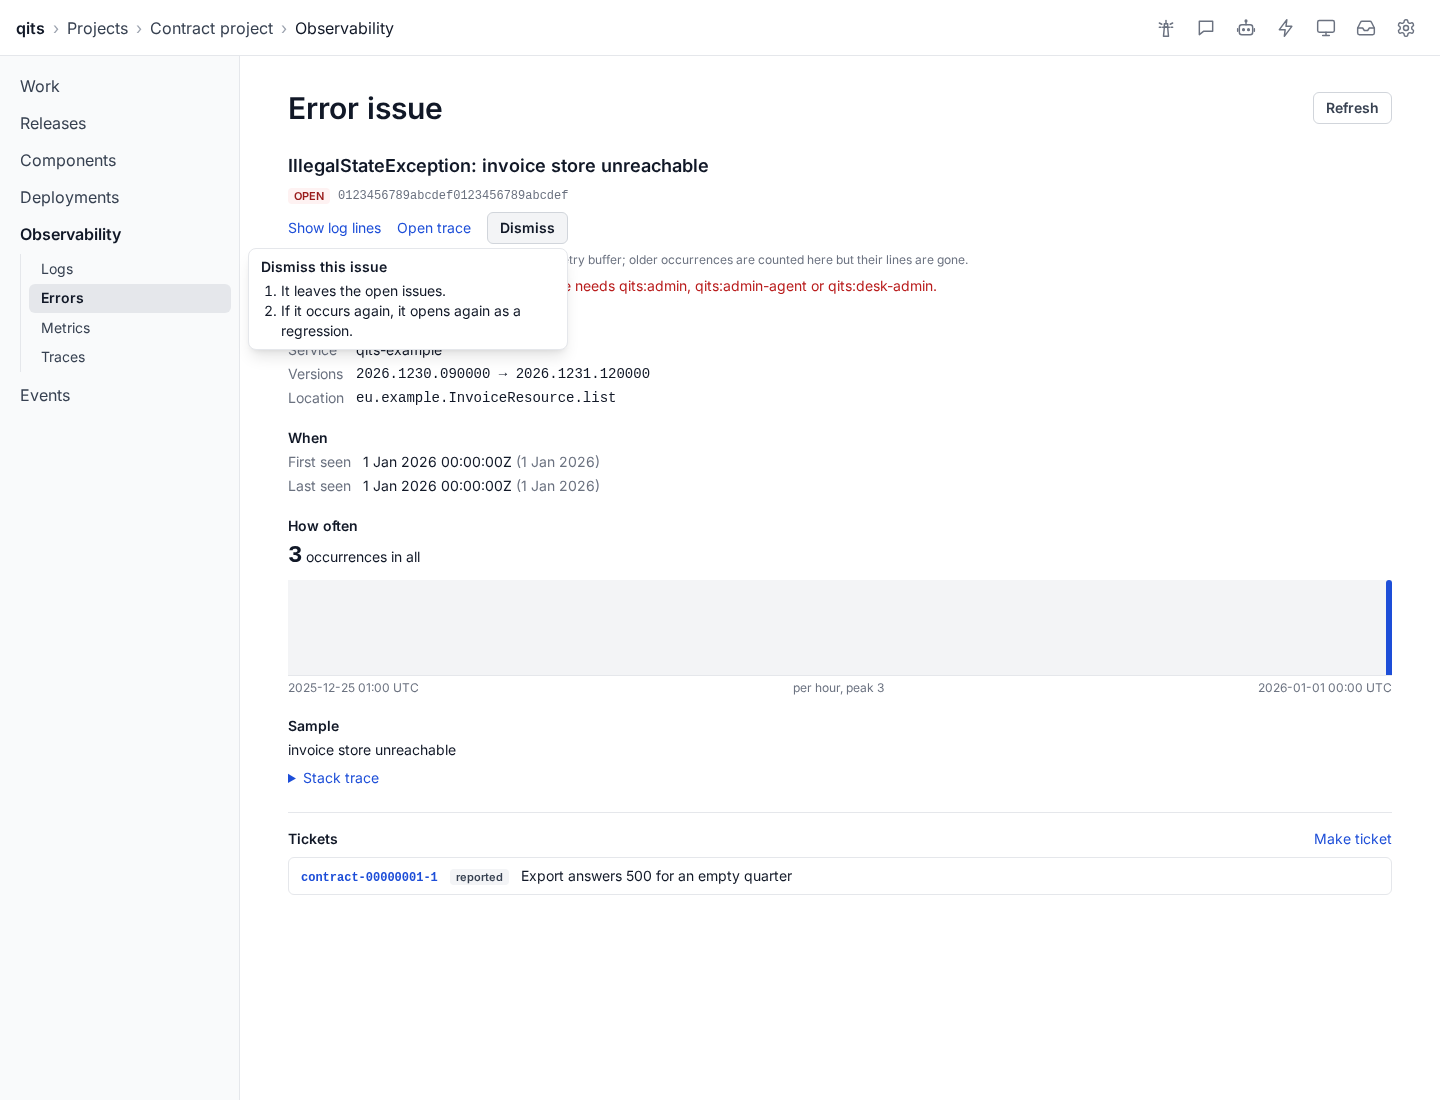 qits › Projects › Contract project › Observability
Work
Releases
Components
Deployments
Observability
Logs
Errors
Metrics
Traces
Events
Error issue
Refresh
IllegalStateException: invoice store unreachable
OPEN 0123456789abcdef0123456789abcdef
Show log lines Open trace Dismiss
buffer; older occurrences are counted here but their lines are gone.
needs qits:admin, qits:admin-agent or qits:desk-admin.
Dismiss this issue
1. It leaves the open issues.
2. If it occurs again, it opens again as a
regression.
Service qits-example
Versions 2026.1230.090000 → 2026.1231.120000
Location eu.example.InvoiceResource.list
When
First seen 1 Jan 2026 00:00:00Z (1 Jan 2026)
Last seen 1 Jan 2026 00:00:00Z (1 Jan 2026)
How often
3 occurrences in all
2025-12-25 01:00 UTC per hour, peak 3 2026-01-01 00:00 UTC
Sample
invoice store unreachable
Stack trace
Tickets Make ticket
contract-00000001-1 reported Export answers 500 for an empty quarter